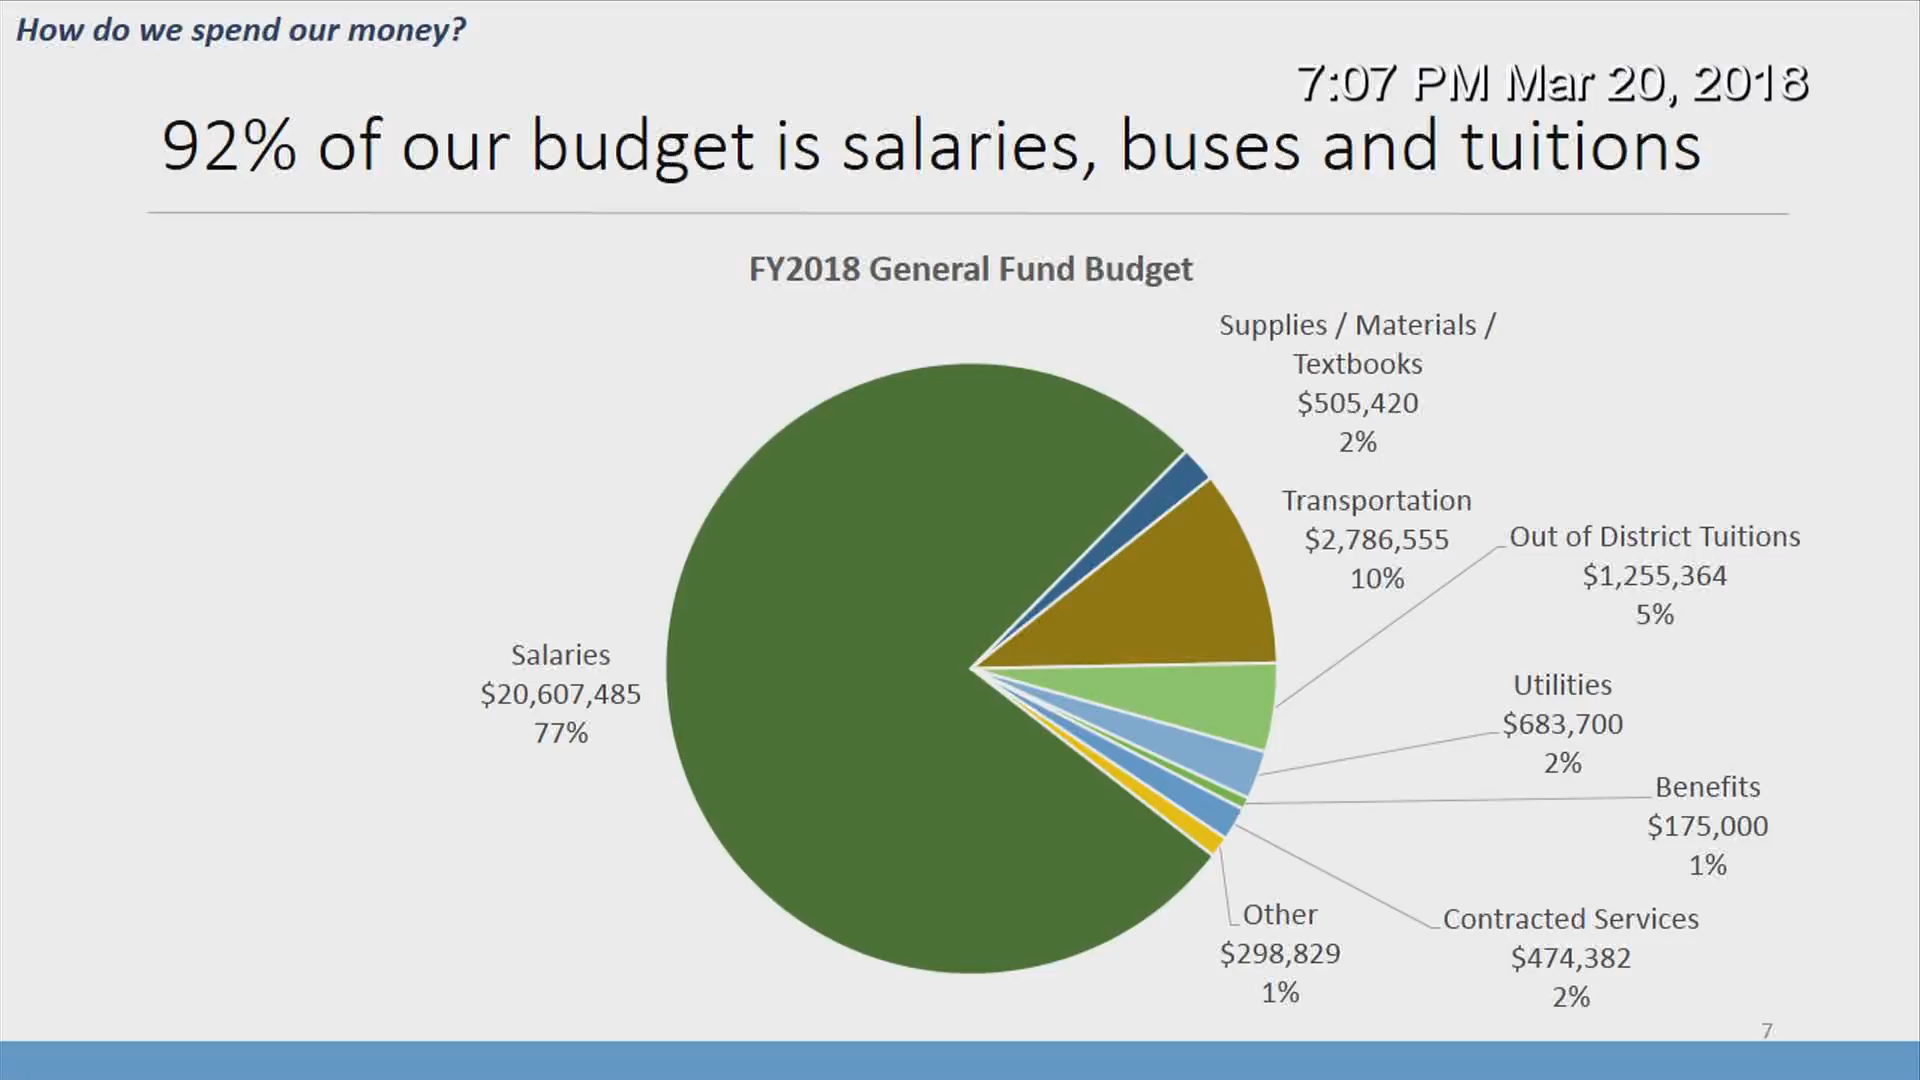 How do we spend our money?
7:07 PM Mar 20, 2018
92% of our budget is salaries, buses and tuitions
FY2018 General Fund Budget
Supplies / Materials /
Textbooks
$505,420
2%
Transportation
$2,786,555
10%
Out of District Tuitions
$1,255,364
5%
Salaries
$20,607,485
77%
Utilities
$683,700
2%
Benefits
$175,000
1%
Other
$298,829
1%
Contracted Services
$474,382
2%
7